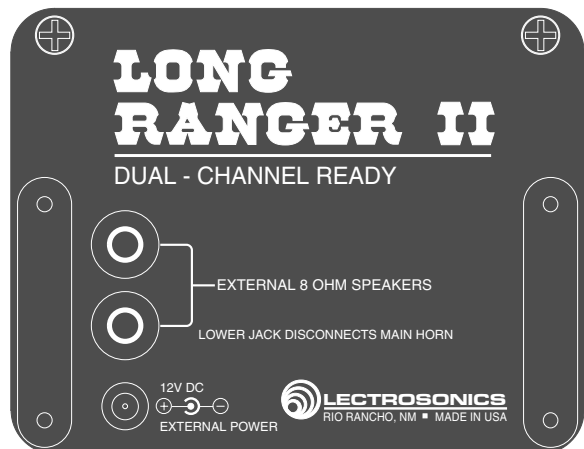 LONG
RANGER II
DUAL - CHANNEL READY
EXTERNAL 8 OHM SPEAKERS
LOWER JACK DISCONNECTS MAIN HORN
12V DC
EXTERNAL POWER
LECTROSONICS
RIO RANCHO, NM ▪ MADE IN USA